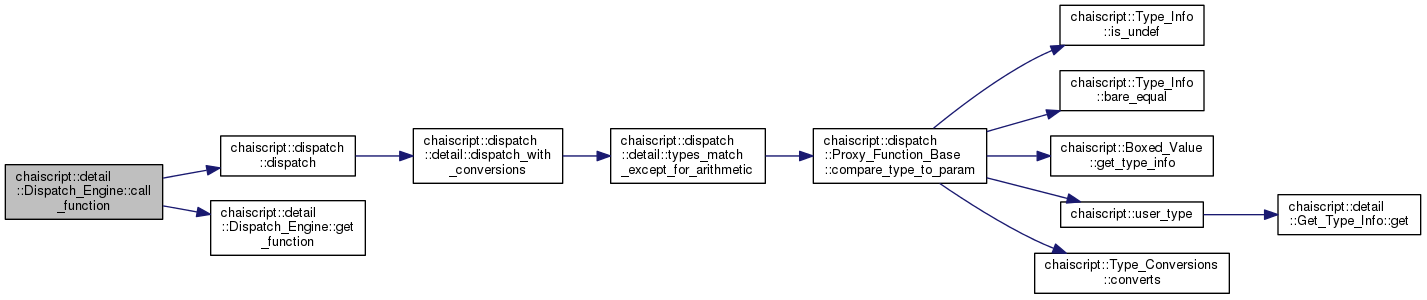 chaiscript::detail
::Dispatch_Engine::call
_function
chaiscript::dispatch
::dispatch
chaiscript::detail
::Dispatch_Engine::get
_function
chaiscript::dispatch
::detail::dispatch_with
_conversions
chaiscript::dispatch
::detail::types_match
_except_for_arithmetic
chaiscript::dispatch
::Proxy_Function_Base
::compare_type_to_param
chaiscript::Type_Info
::is_undef
chaiscript::Type_Info
::bare_equal
chaiscript::Boxed_Value
::get_type_info
chaiscript::user_type
chaiscript::Type_Conversions
::converts
chaiscript::detail
::Get_Type_Info::get